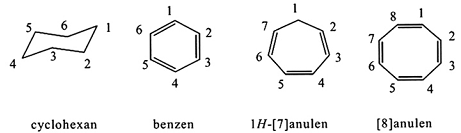 5 6 1
4 3 2
cyclohexan
1
6 2
5 3
4
benzen
1
7 2
6 3
5 4
1H-[7]anulen
8 1
7 2
6 3
5 4
[8]anulen